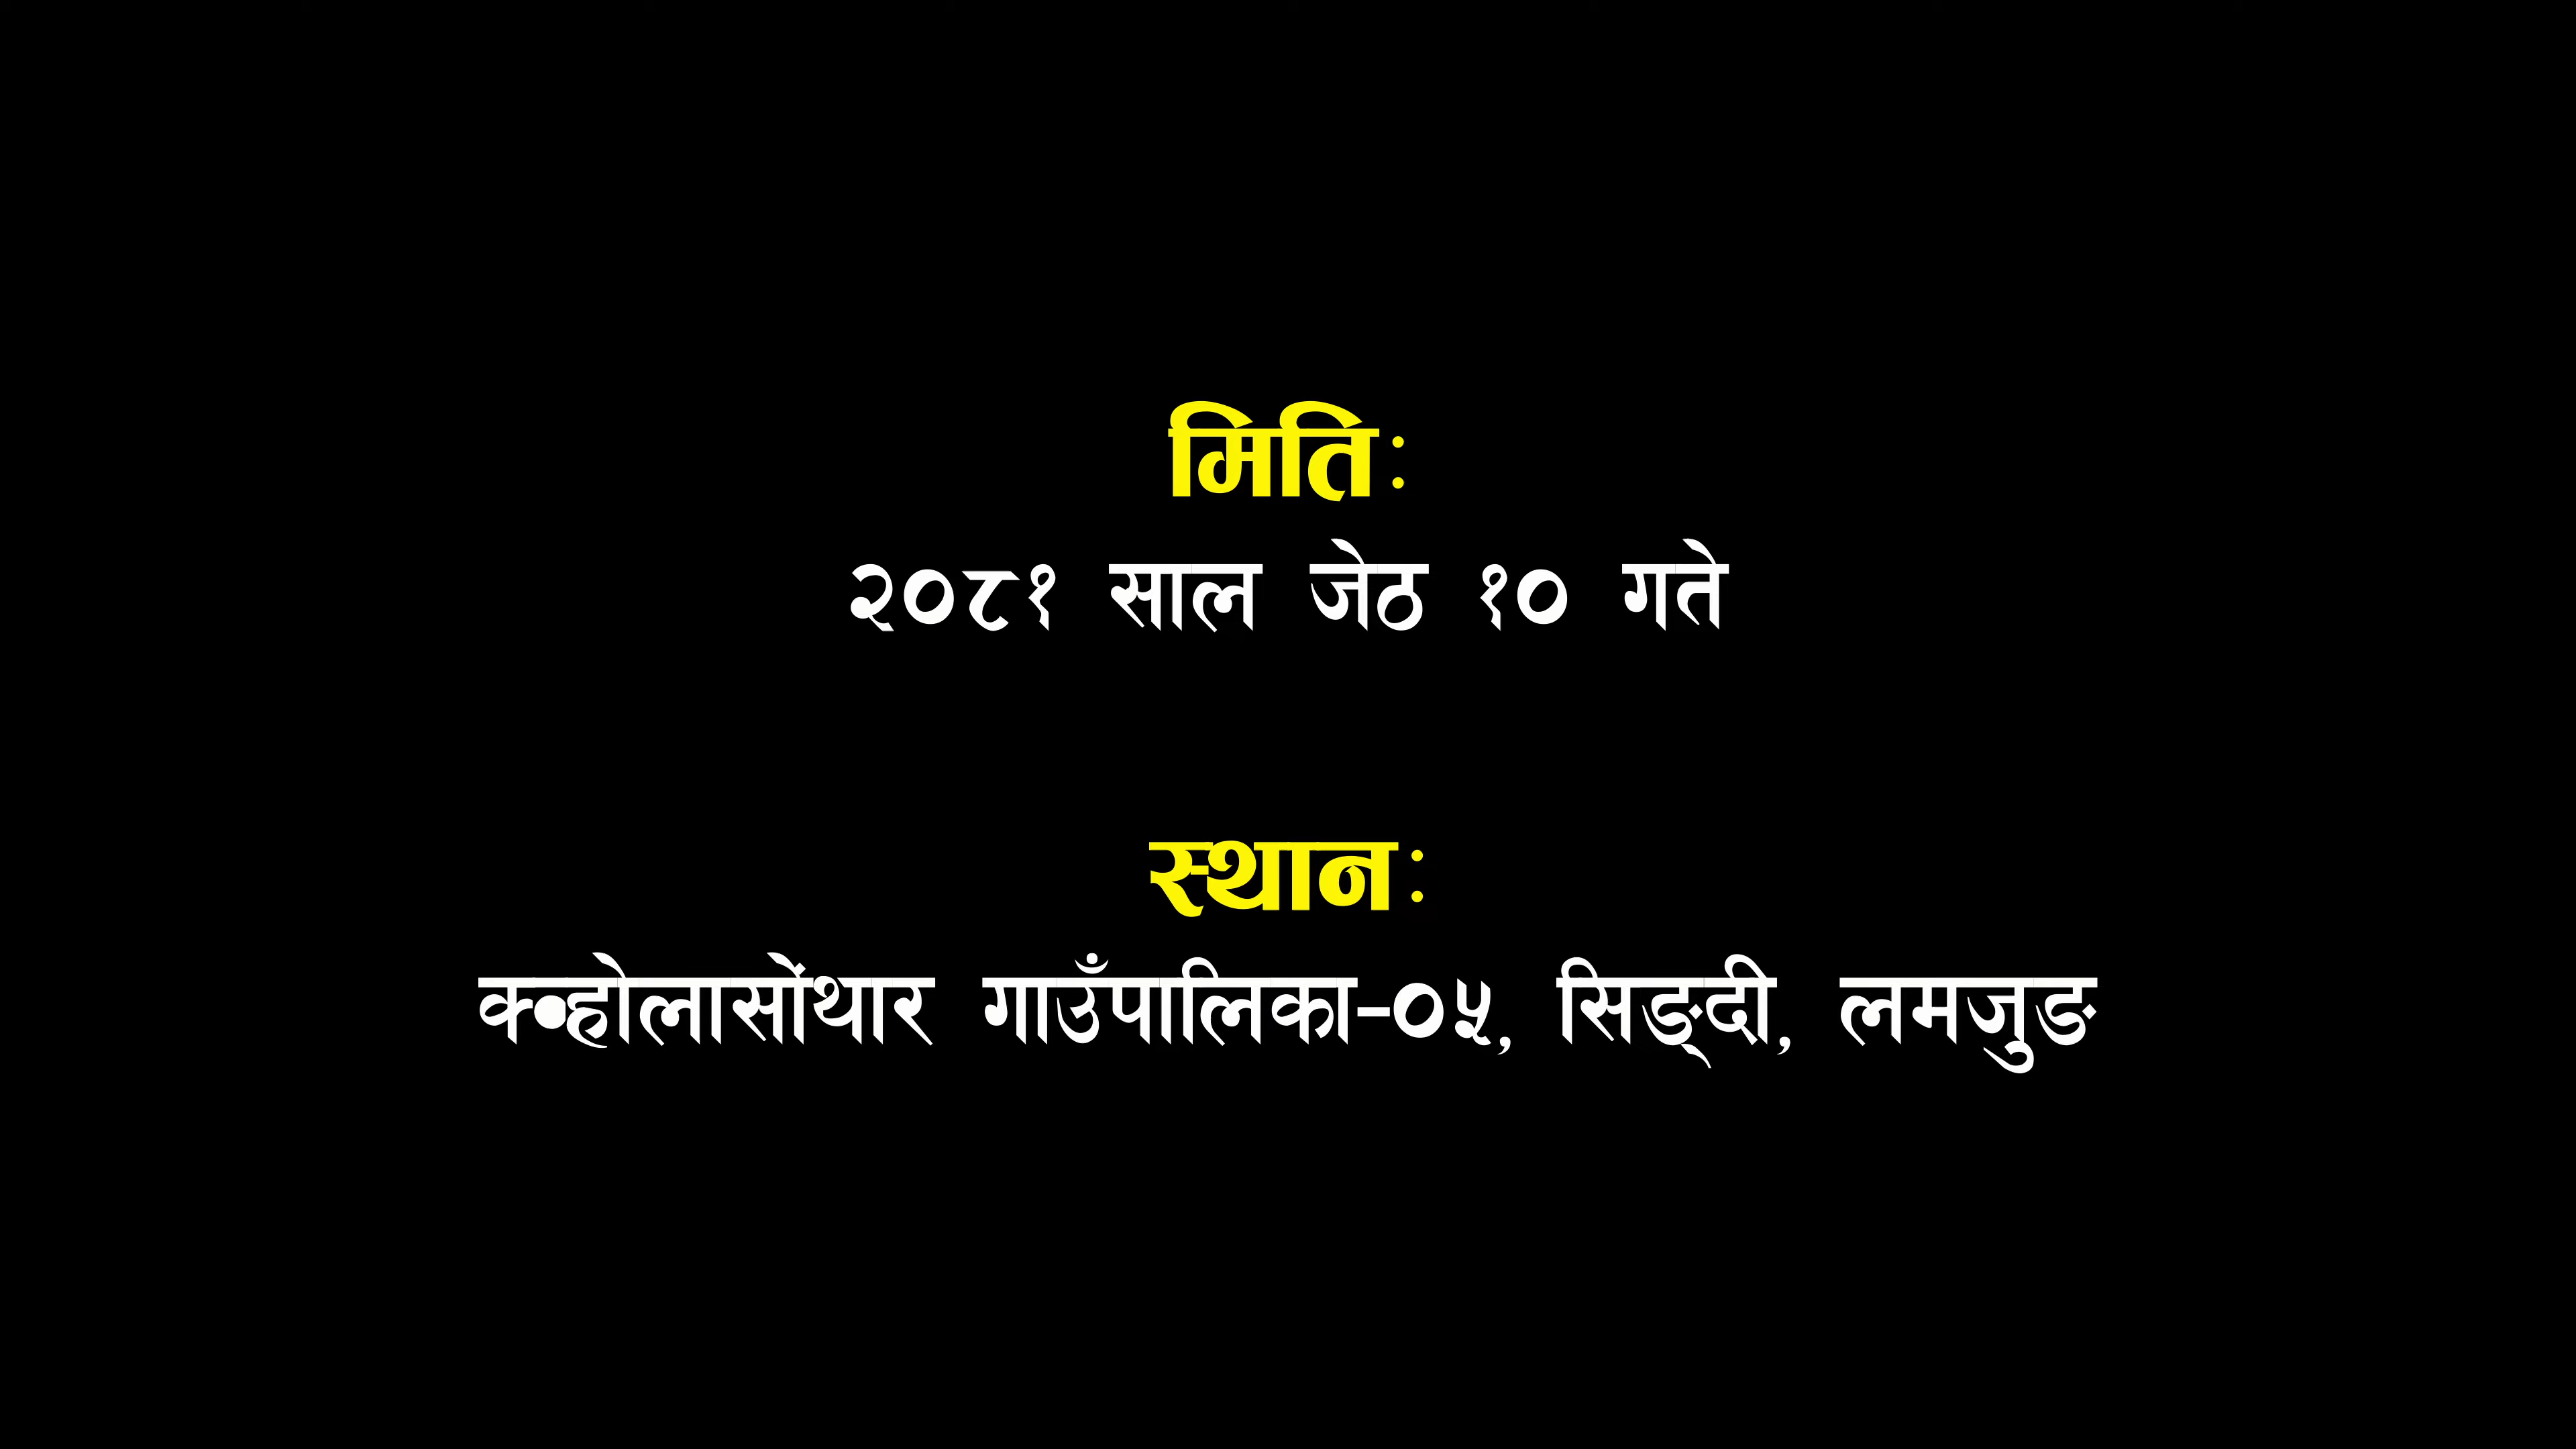 मितिः
२०८१ साल जेठ १० गते
स्थानः
क्व्होलासोंथार गाउँपालिका-०५, सिङ्दी, लमजुङ